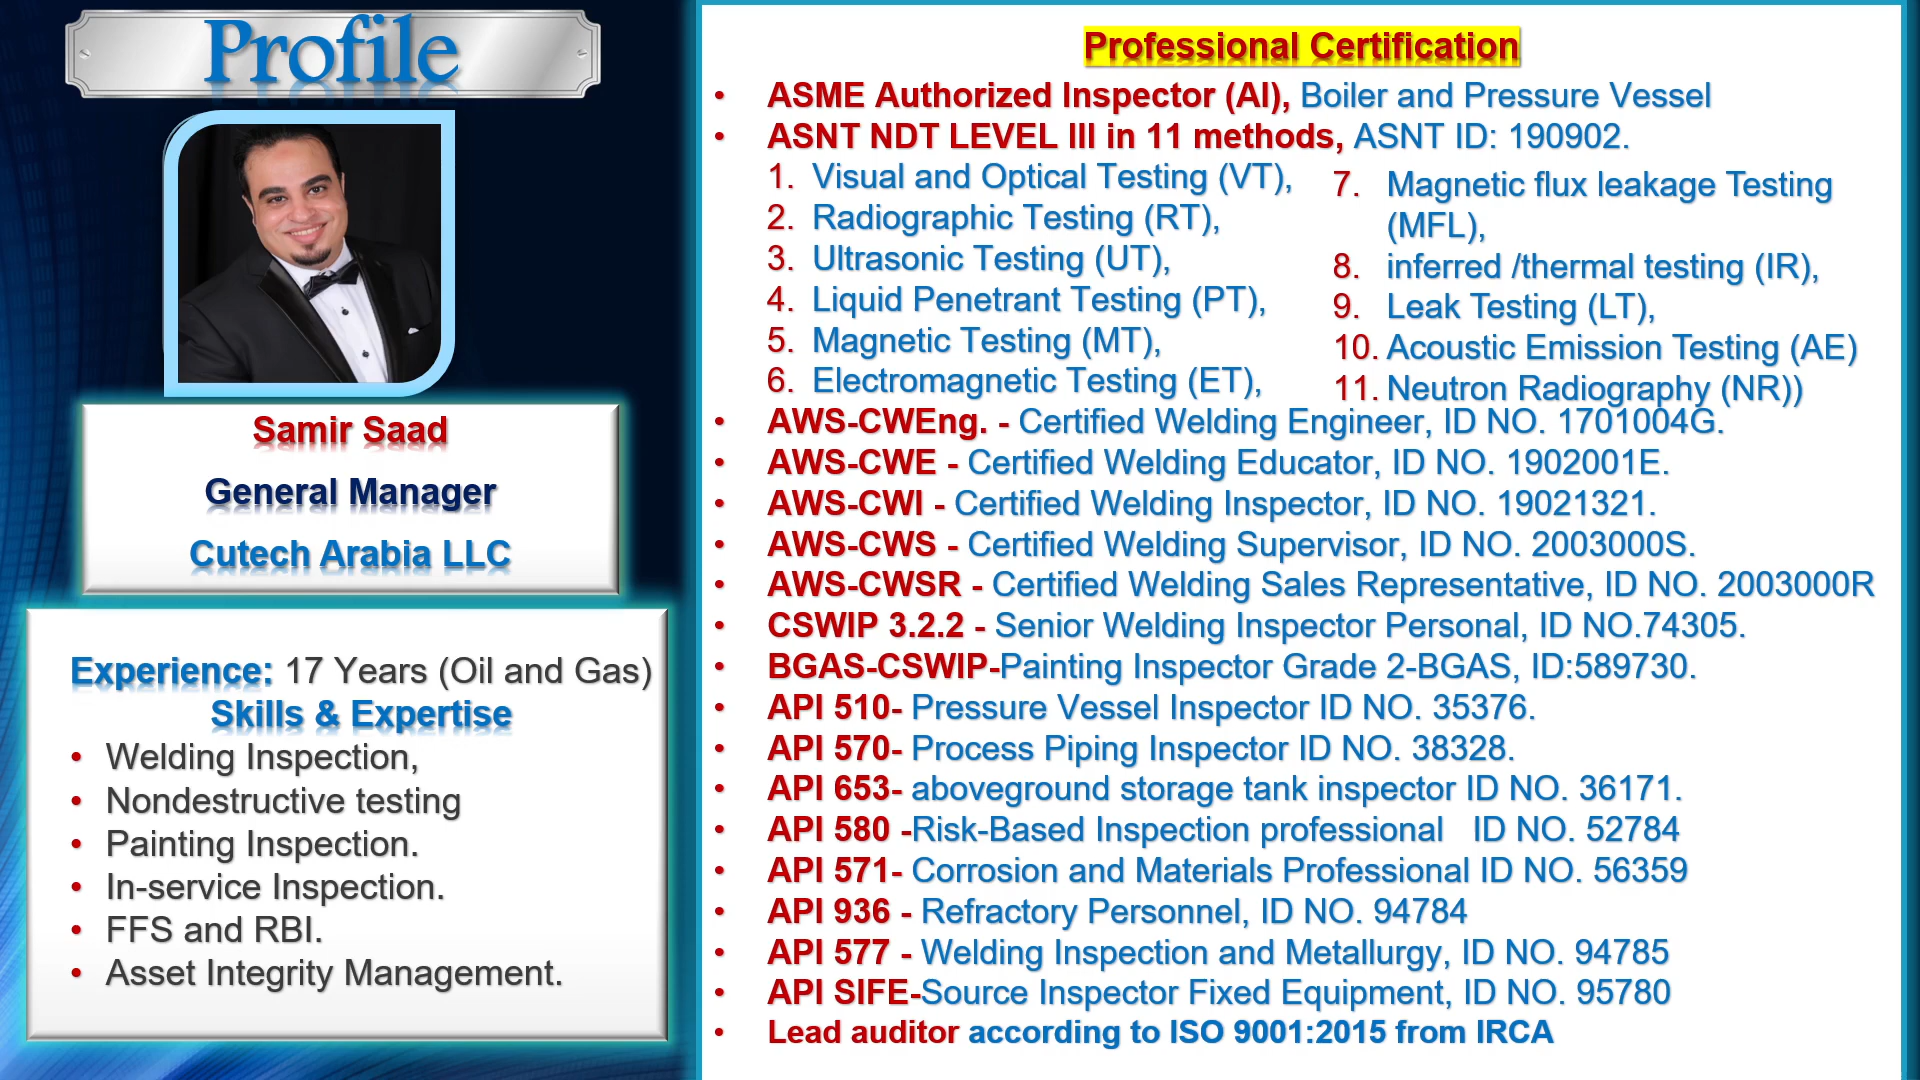 Profile
Samir Saad
General Manager
Cutech Arabia LLC
Experience: 17 Years (Oil and Gas)
Skills & Expertise
• Welding Inspection,
• Nondestructive testing
• Painting Inspection.
• In-service Inspection.
• FFS and RBI.
• Asset Integrity Management.
Professional Certification
• ASME Authorized Inspector (AI), Boiler and Pressure Vessel
• ASNT NDT LEVEL III in 11 methods, ASNT ID: 190902.
1. Visual and Optical Testing (VT),
2. Radiographic Testing (RT),
3. Ultrasonic Testing (UT),
4. Liquid Penetrant Testing (PT),
5. Magnetic Testing (MT),
6. Electromagnetic Testing (ET),
7. Magnetic flux leakage Testing
(MFL),
8. inferred /thermal testing (IR),
9. Leak Testing (LT),
10. Acoustic Emission Testing (AE)
11. Neutron Radiography (NR))
• AWS-CWEng. - Certified Welding Engineer, ID NO. 1701004G.
• AWS-CWE - Certified Welding Educator, ID NO. 1902001E.
• AWS-CWI - Certified Welding Inspector, ID NO. 19021321.
• AWS-CWS - Certified Welding Supervisor, ID NO. 2003000S.
• AWS-CWSR - Certified Welding Sales Representative, ID NO. 2003000R
• CSWIP 3.2.2 - Senior Welding Inspector Personal, ID NO.74305.
• BGAS-CSWIP-Painting Inspector Grade 2-BGAS, ID:589730.
• API 510- Pressure Vessel Inspector ID NO. 35376.
• API 570- Process Piping Inspector ID NO. 38328.
• API 653- aboveground storage tank inspector ID NO. 36171.
• API 580 -Risk-Based Inspection professional ID NO. 52784
• API 571- Corrosion and Materials Professional ID NO. 56359
• API 936 - Refractory Personnel, ID NO. 94784
• API 577 - Welding Inspection and Metallurgy, ID NO. 94785
• API SIFE-Source Inspector Fixed Equipment, ID NO. 95780
• Lead auditor according to ISO 9001:2015 from IRCA